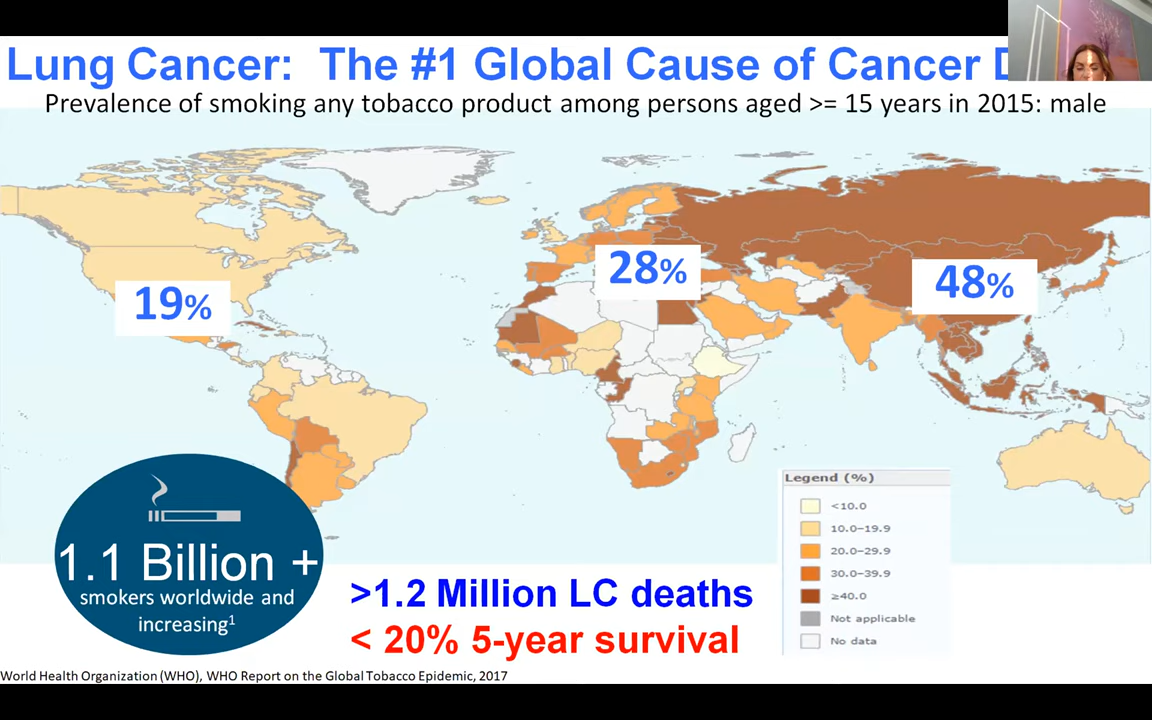 Lung Cancer: The #1 Global Cause of Cancer
Prevalence of smoking any tobacco product among persons aged >= 15 years in 2015: male
19%
28%
48%
Legend (%)
<10.0
10.0–19.9
20.0–29.9
30.0–39.9
≥40.0
Not applicable
No data
1.1 Billion +
smokers worldwide and
increasing¹
>1.2 Million LC deaths
< 20% 5-year survival
World Health Organization (WHO), WHO Report on the Global Tobacco Epidemic, 2017